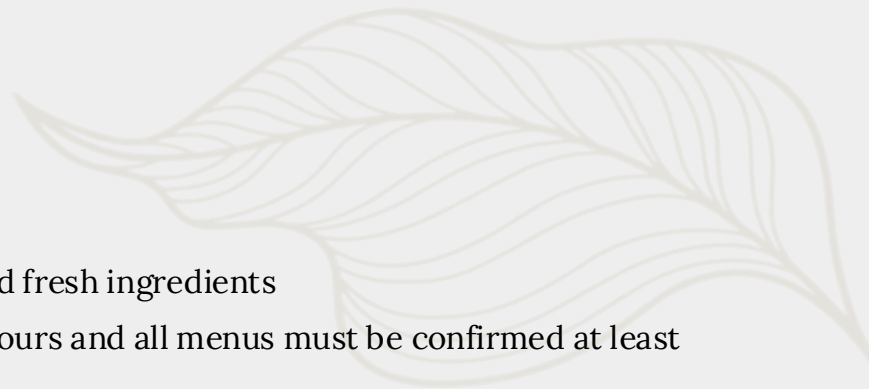 d fresh ingredients
ours and all menus must be confirmed at least